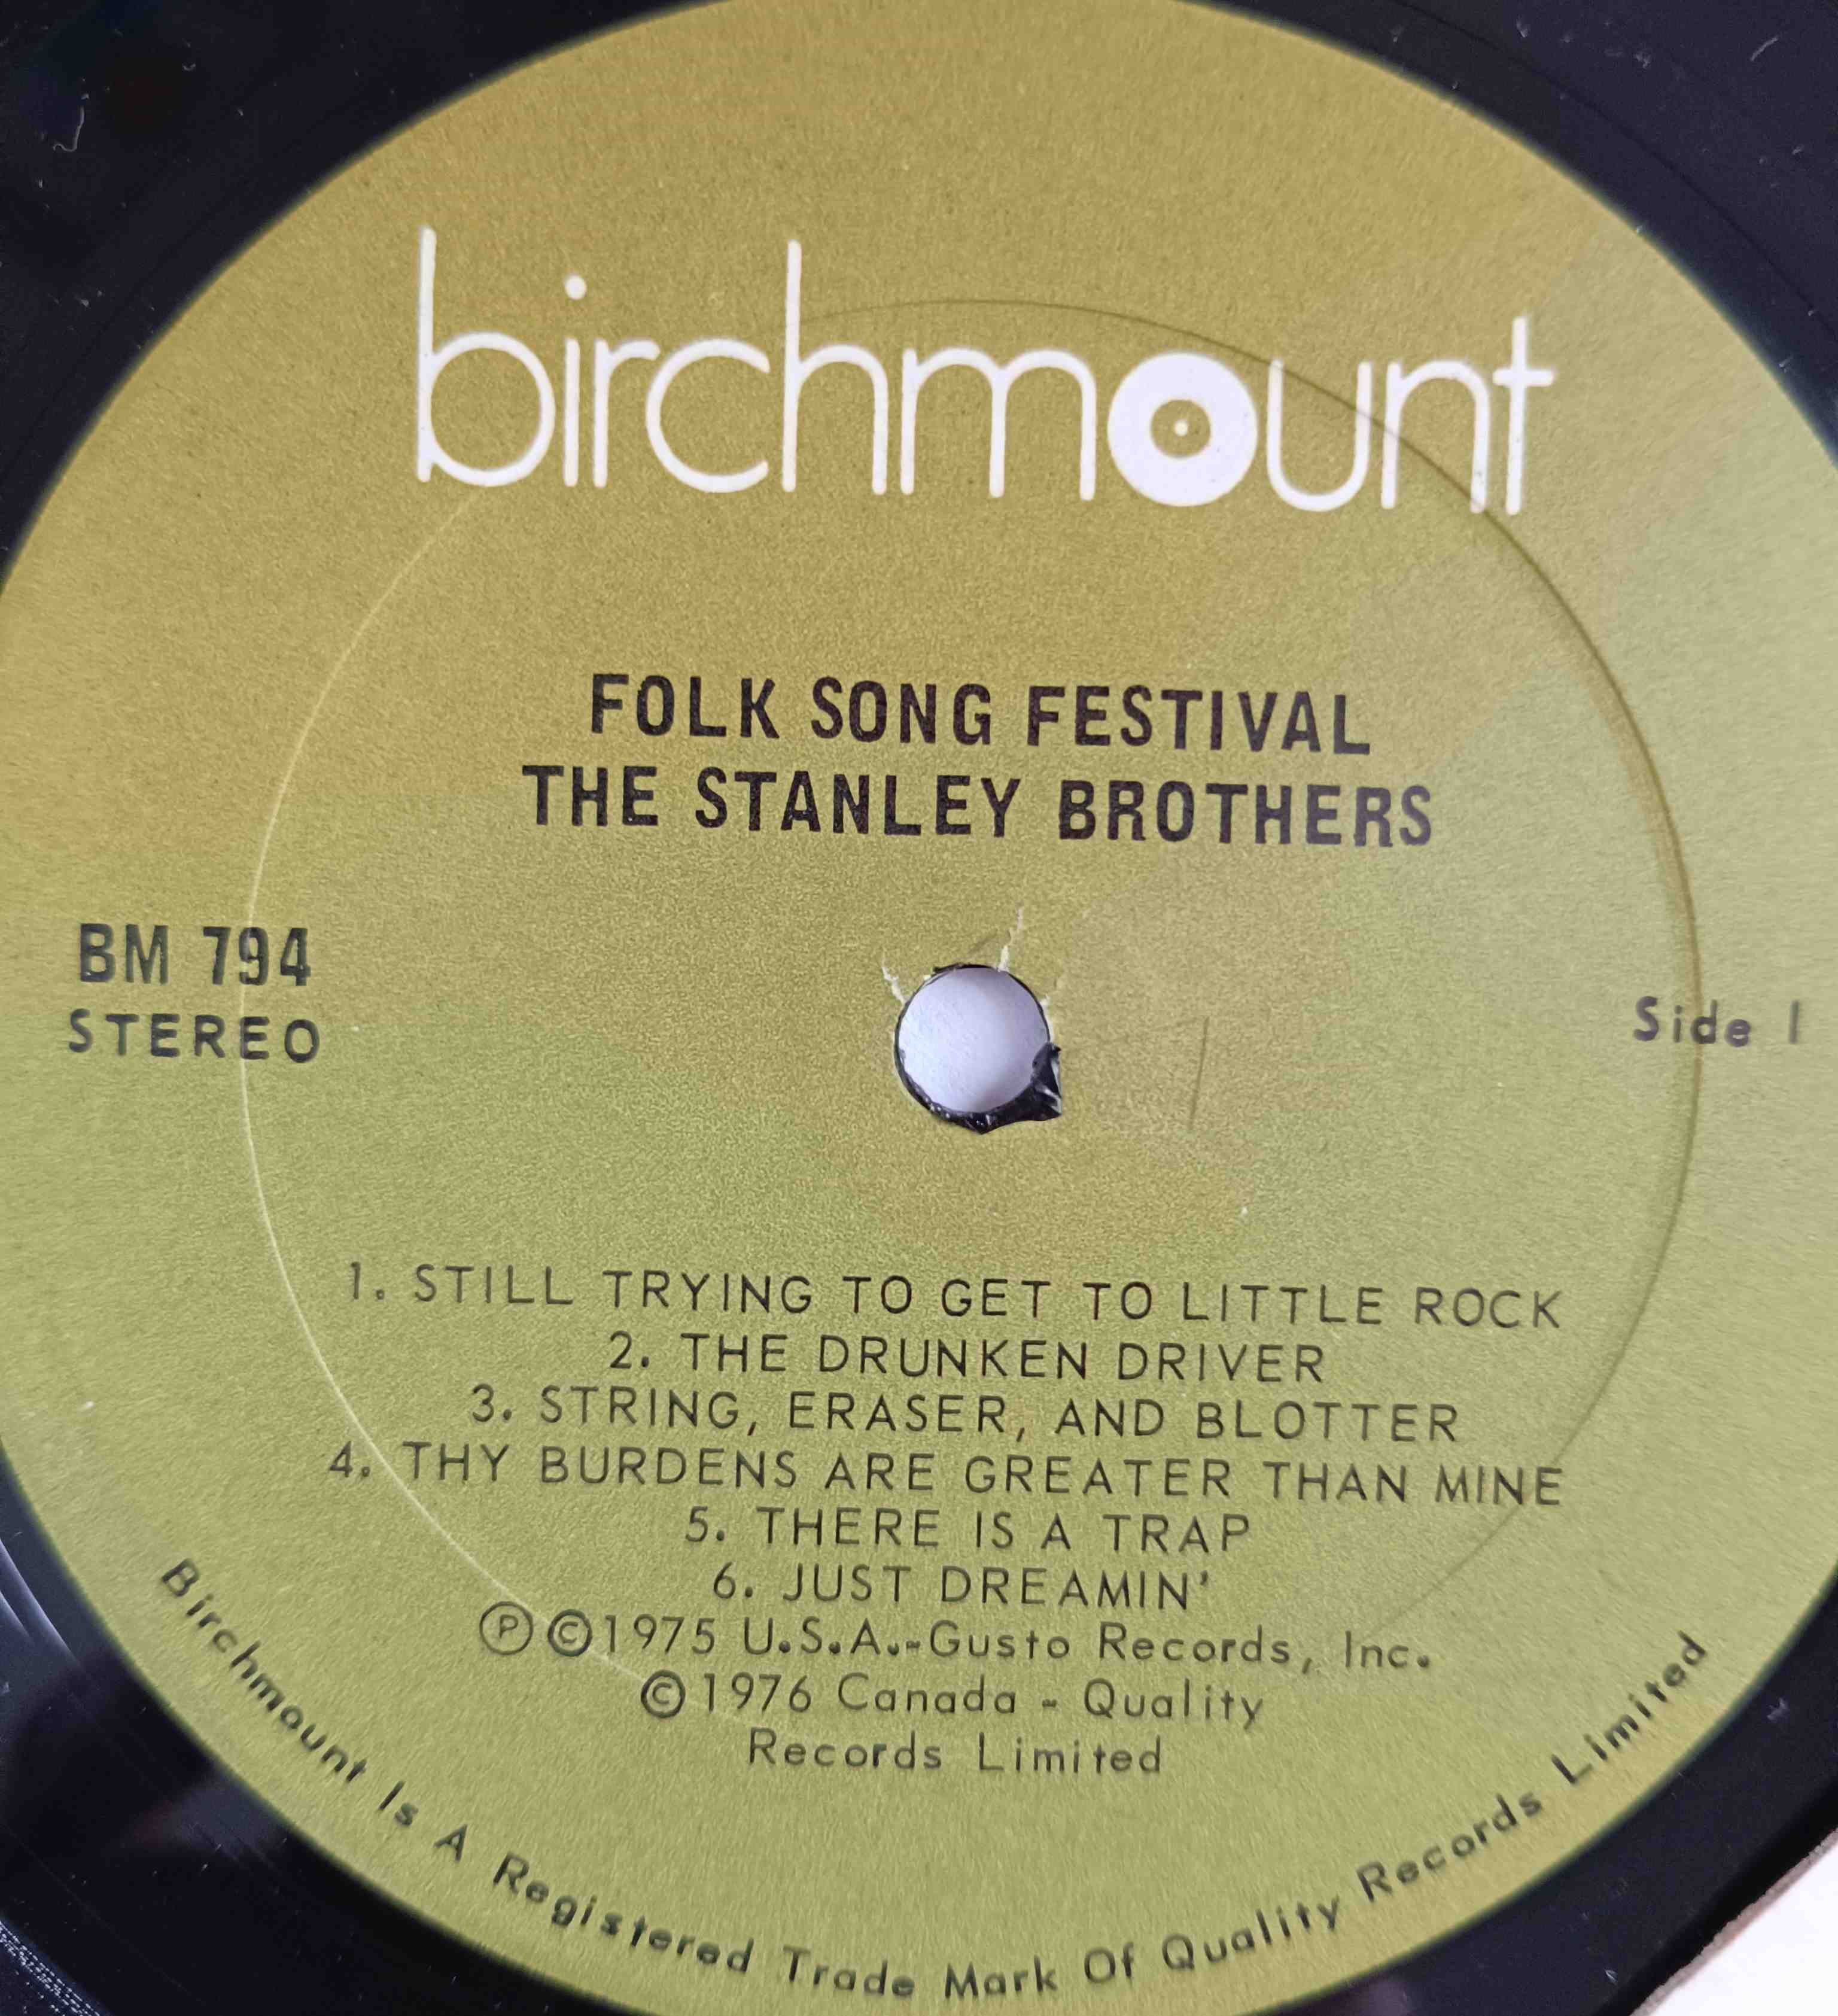 birchmount
FOLK SONG FESTIVAL
THE STANLEY BROTHERS
BM 794
STEREO
Side 1
1. STILL TRYING TO GET TO LITTLE ROCK
2. THE DRUNKEN DRIVER
3. STRING, ERASER, AND BLOTTER
4. THY BURDENS ARE GREATER THAN MINE
5. THERE IS A TRAP
6. JUST DREAMIN'
Ⓟ©1975 U.S.A.-Gusto Records, Inc.
©1976 Canada - Quality
Records Limited
Birchmount Is A Registered Trade Mark Of Quality Records Limited